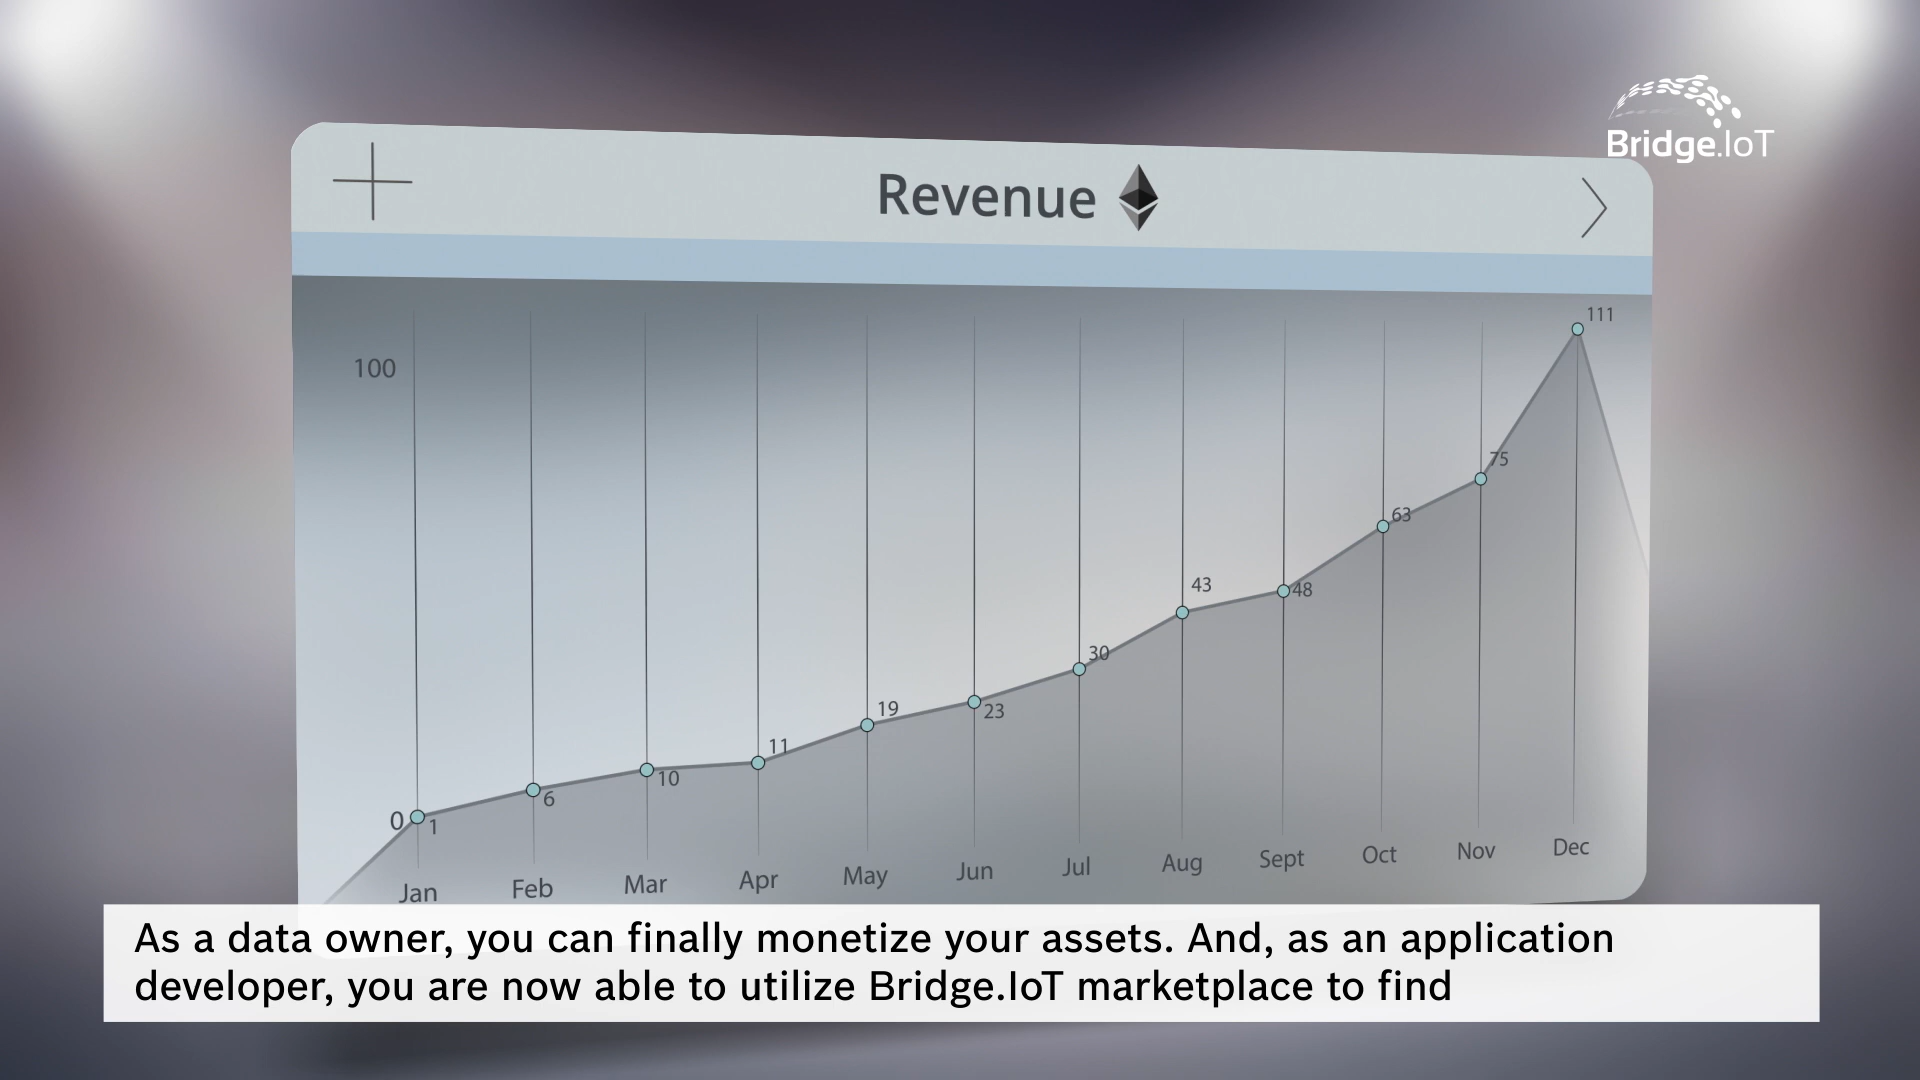 Bridge.IoT
Revenue
100
111
75
63
43
48
30
19
23
11
10
6
0
1
Jan Feb Mar Apr May Jun Jul Aug Sept Oct Nov Dec
As a data owner, you can finally monetize your assets. And, as an application
developer, you are now able to utilize Bridge.IoT marketplace to find